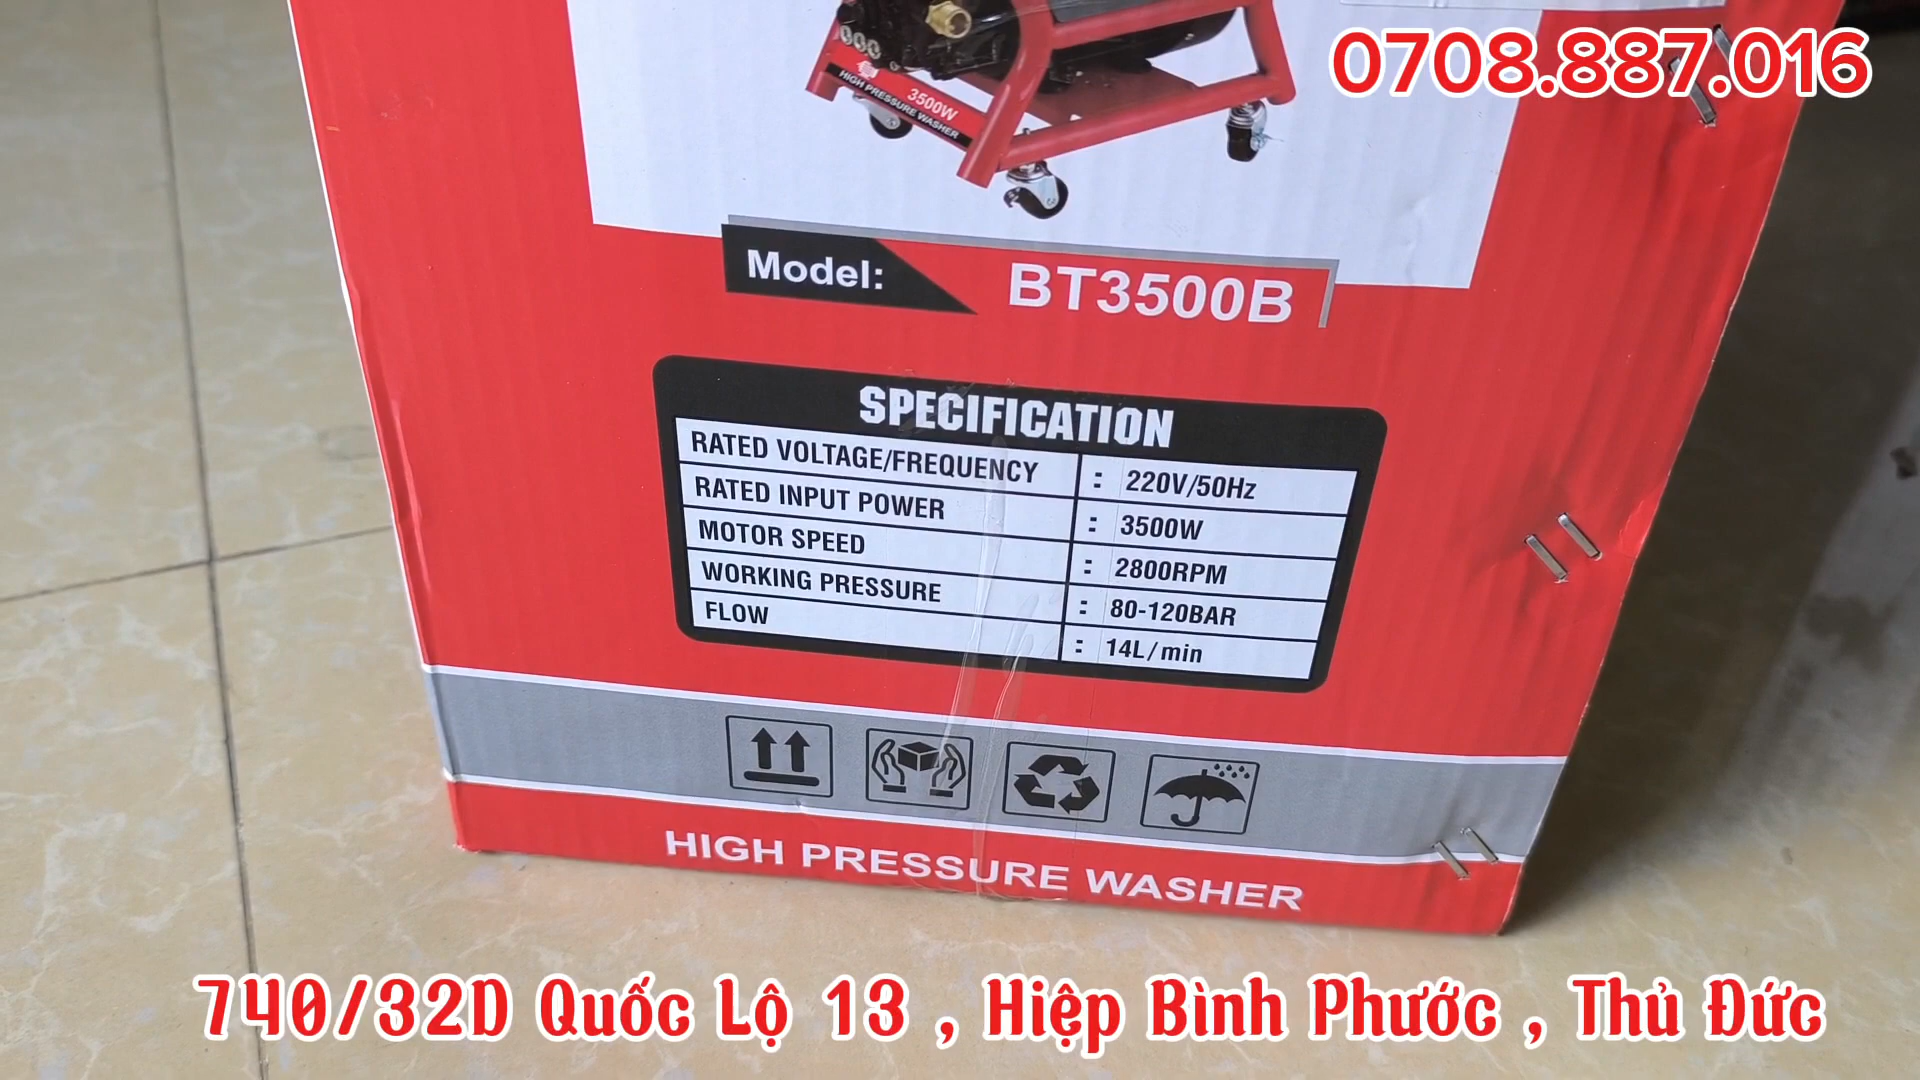 0708.887.016
3500W
HIGH PRESSURE WASHER
Model: BT3500B
SPECIFICATION
RATED VOLTAGE/FREQUENCY : 220V/50Hz
RATED INPUT POWER : 3500W
MOTOR SPEED : 2800RPM
WORKING PRESSURE : 80-120BAR
FLOW : 14L/min
HIGH PRESSURE WASHER
740/32D Quốc Lộ 13 , Hiệp Bình Phước , Thủ Đức